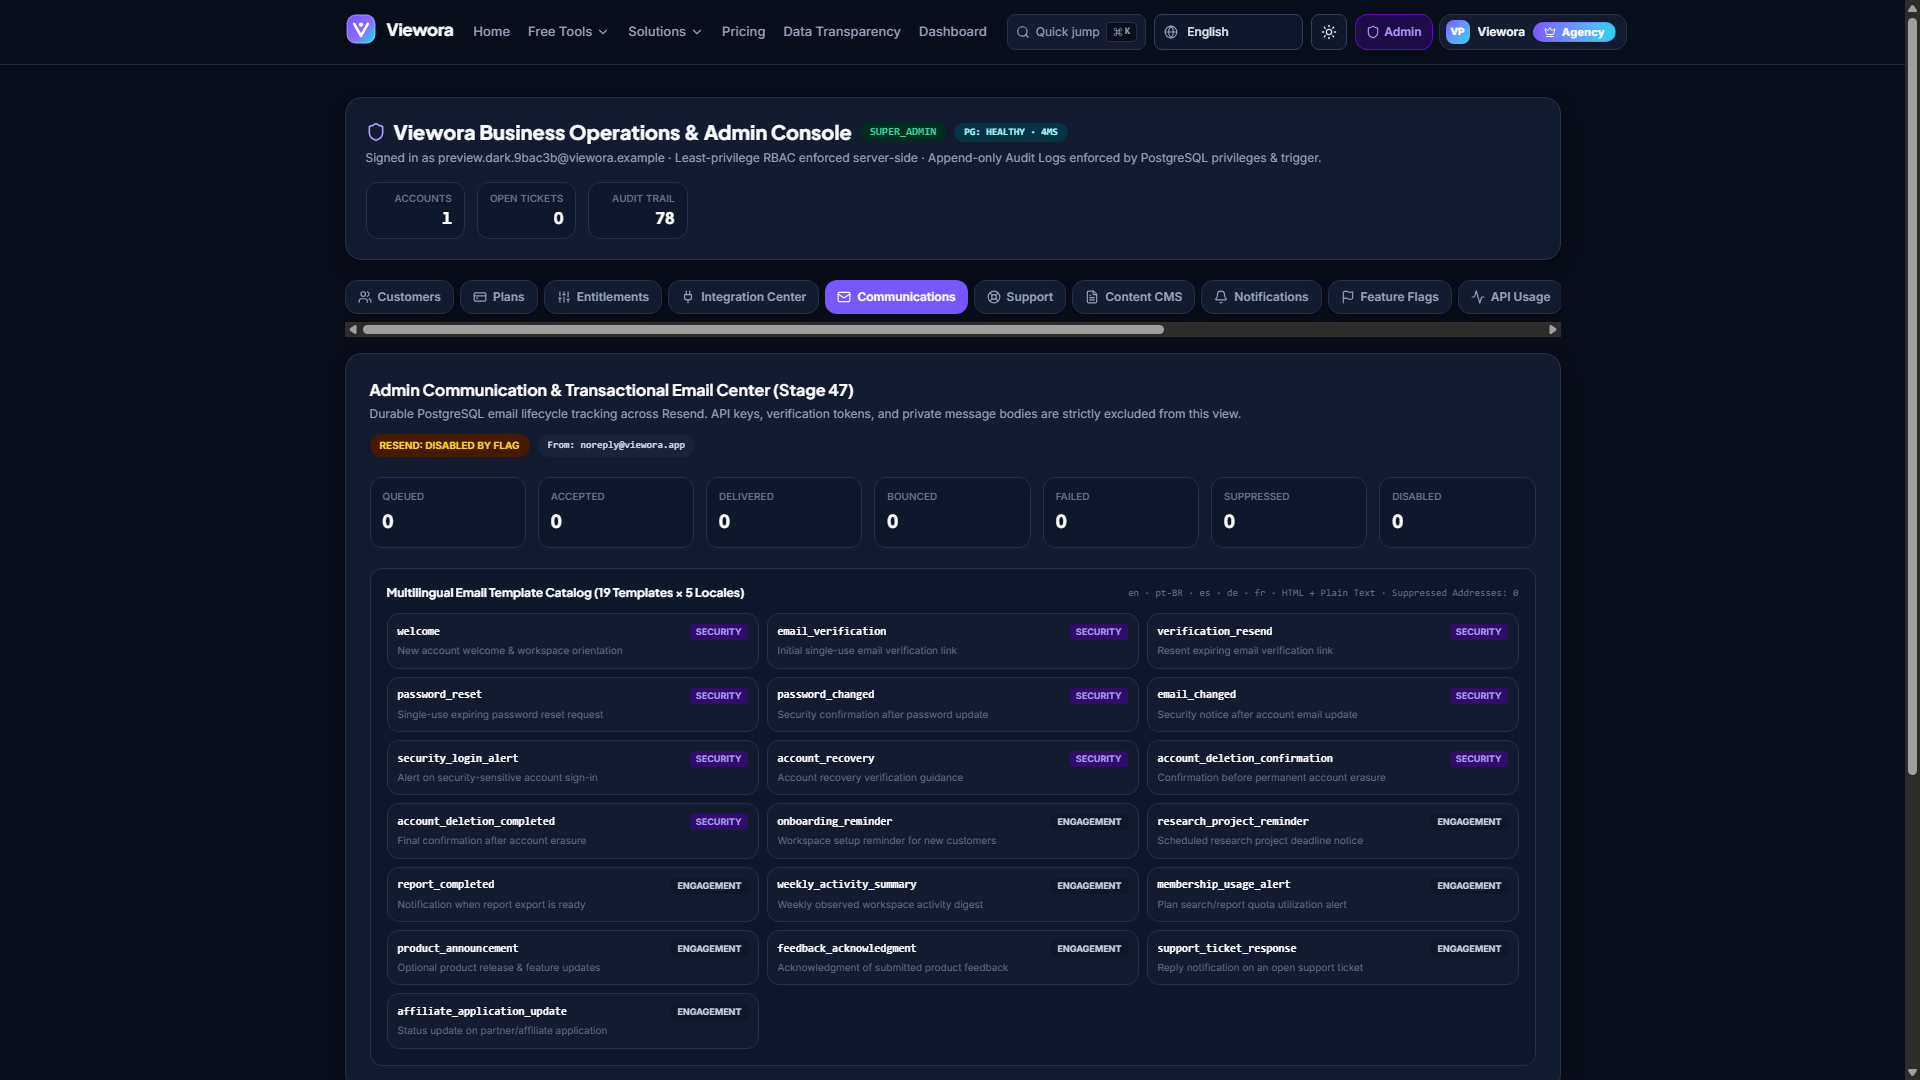 Viewora Home Free Tools Solutions Pricing Data Transparency Dashboard Quick jump ⌘K English Admin VP Viewora Agency
Viewora Business Operations & Admin Console SUPER_ADMIN PG: HEALTHY · 4MS
Signed in as preview.dark.9bac3b@viewora.example · Least-privilege RBAC enforced server-side · Append-only Audit Logs enforced by PostgreSQL privileges & trigger.
ACCOUNTS OPEN TICKETS AUDIT TRAIL
1 0 78
Customers Plans Entitlements Integration Center Communications Support Content CMS Notifications Feature Flags API Usage
Admin Communication & Transactional Email Center (Stage 47)
Durable PostgreSQL email lifecycle tracking across Resend. API keys, verification tokens, and private message bodies are strictly excluded from this view.
RESEND: DISABLED BY FLAG From: noreply@viewora.app
QUEUED ACCEPTED DELIVERED BOUNCED FAILED SUPPRESSED DISABLED
0 0 0 0 0 0 0
Multilingual Email Template Catalog (19 Templates × 5 Locales) en · pt-BR · es · de · fr · HTML + Plain Text · Suppressed Addresses: 0
welcome SECURITY email_verification SECURITY verification_resend SECURITY
New account welcome & workspace orientation Initial single-use email verification link Resent expiring email verification link
password_reset SECURITY password_changed SECURITY email_changed SECURITY
Single-use expiring password reset request Security confirmation after password update Security notice after account email update
security_login_alert SECURITY account_recovery SECURITY account_deletion_confirmation SECURITY
Alert on security-sensitive account sign-in Account recovery verification guidance Confirmation before permanent account erasure
account_deletion_completed SECURITY onboarding_reminder ENGAGEMENT research_project_reminder ENGAGEMENT
Final confirmation after account erasure Workspace setup reminder for new customers Scheduled research project deadline notice
report_completed ENGAGEMENT weekly_activity_summary ENGAGEMENT membership_usage_alert ENGAGEMENT
Notification when report export is ready Weekly observed workspace activity digest Plan search/report quota utilization alert
product_announcement ENGAGEMENT feedback_acknowledgment ENGAGEMENT support_ticket_response ENGAGEMENT
Optional product release & feature updates Acknowledgment of submitted product feedback Reply notification on an open support ticket
affiliate_application_update ENGAGEMENT
Status update on partner/affiliate application